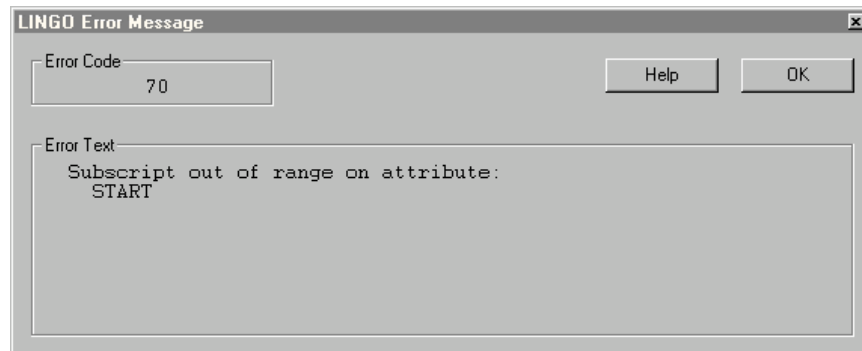 LINGO Error Message
Error Code
70
Help
OK
Error Text
Subscript out of range on attribute:
START